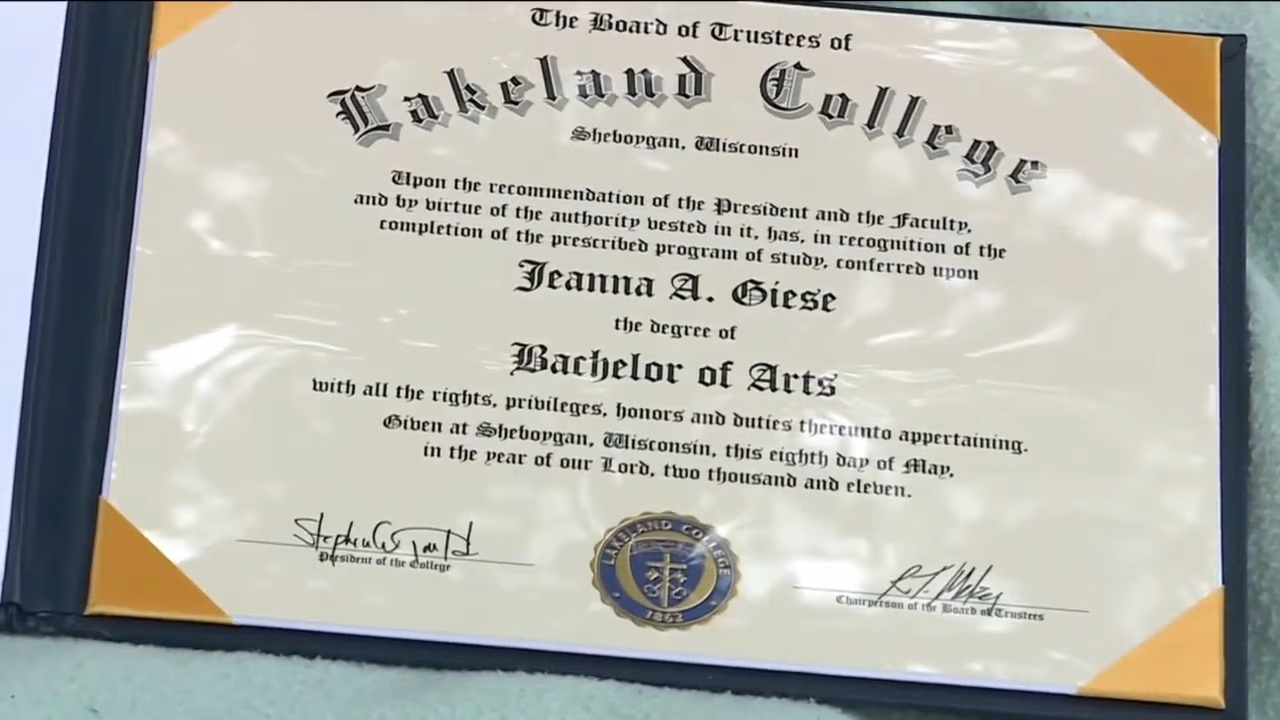 The Board of Trustees of
Lakeland College
Sheboygan, Wisconsin
Upon the recommendation of the President and the Faculty,
and by virtue of the authority vested in it, has, in recognition of the
completion of the prescribed program of study, conferred upon
Jeanna A. Giese
the degree of
Bachelor of Arts
with all the rights, privileges, honors and duties thereunto appertaining.
Given at Sheboygan, Wisconsin, this eighth day of May,
in the year of our Lord, two thousand and eleven.
President of the College
LAKELAND COLLEGE
1862
Chairperson of the Board of Trustees